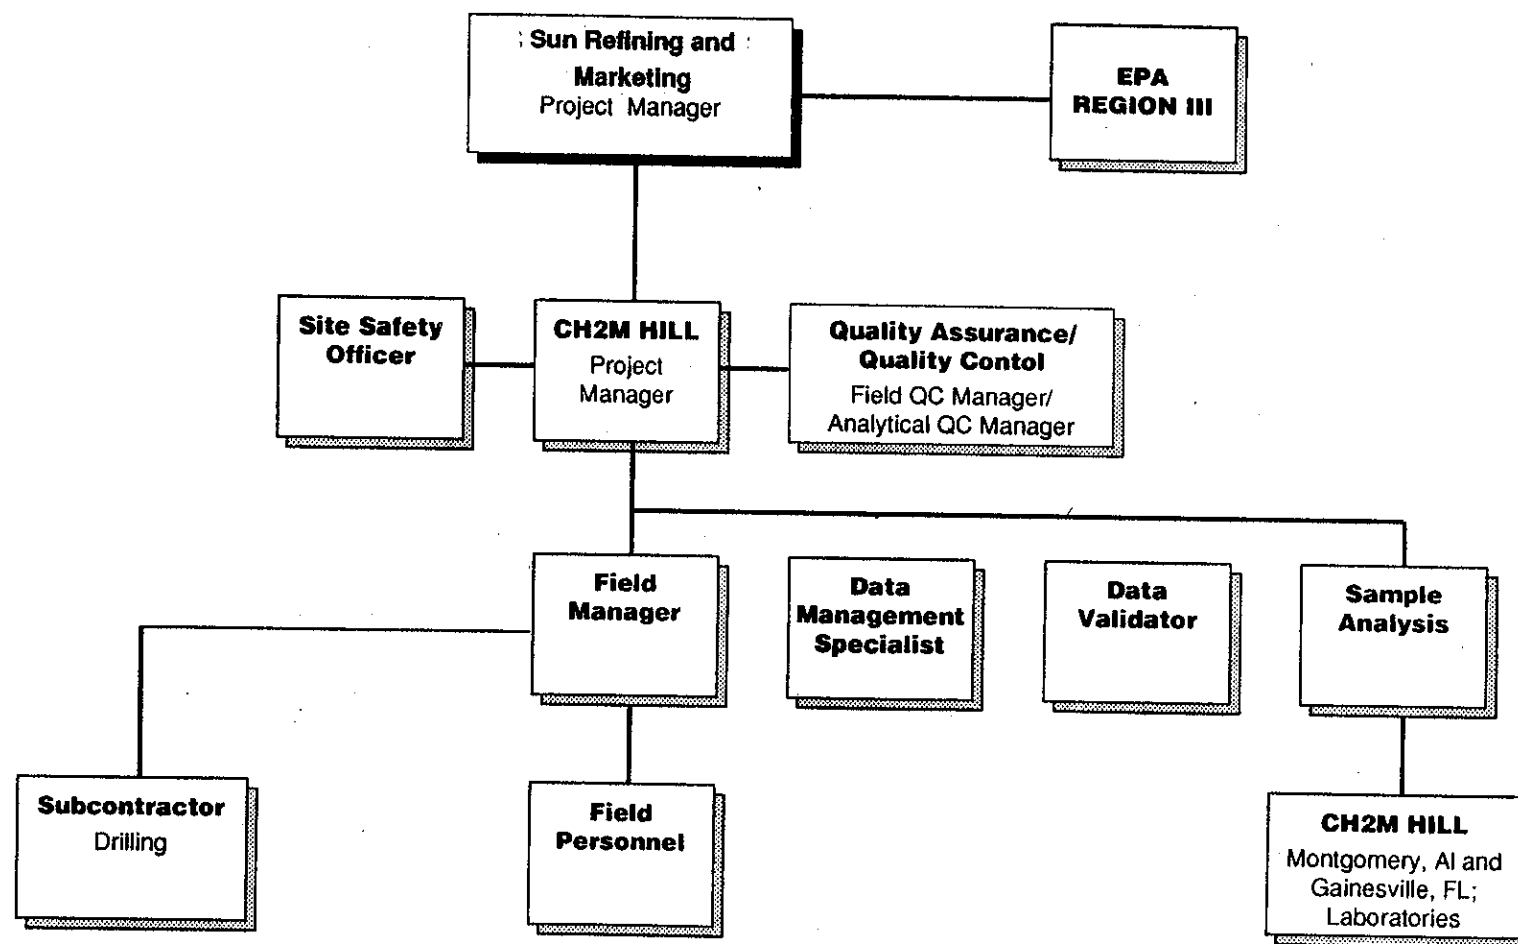 Sun Refining and
Marketing
Project Manager
EPA
REGION III
Site Safety
Officer
CH2M HILL
Project
Manager
Quality Assurance/
Quality Contol
Field QC Manager/
Analytical QC Manager
Field
Manager
Data
Management
Specialist
Data
Validator
Sample
Analysis
Subcontractor
Drilling
Field
Personnel
CH2M HILL
Montgomery, Al and
Gainesville, FL;
Laboratories